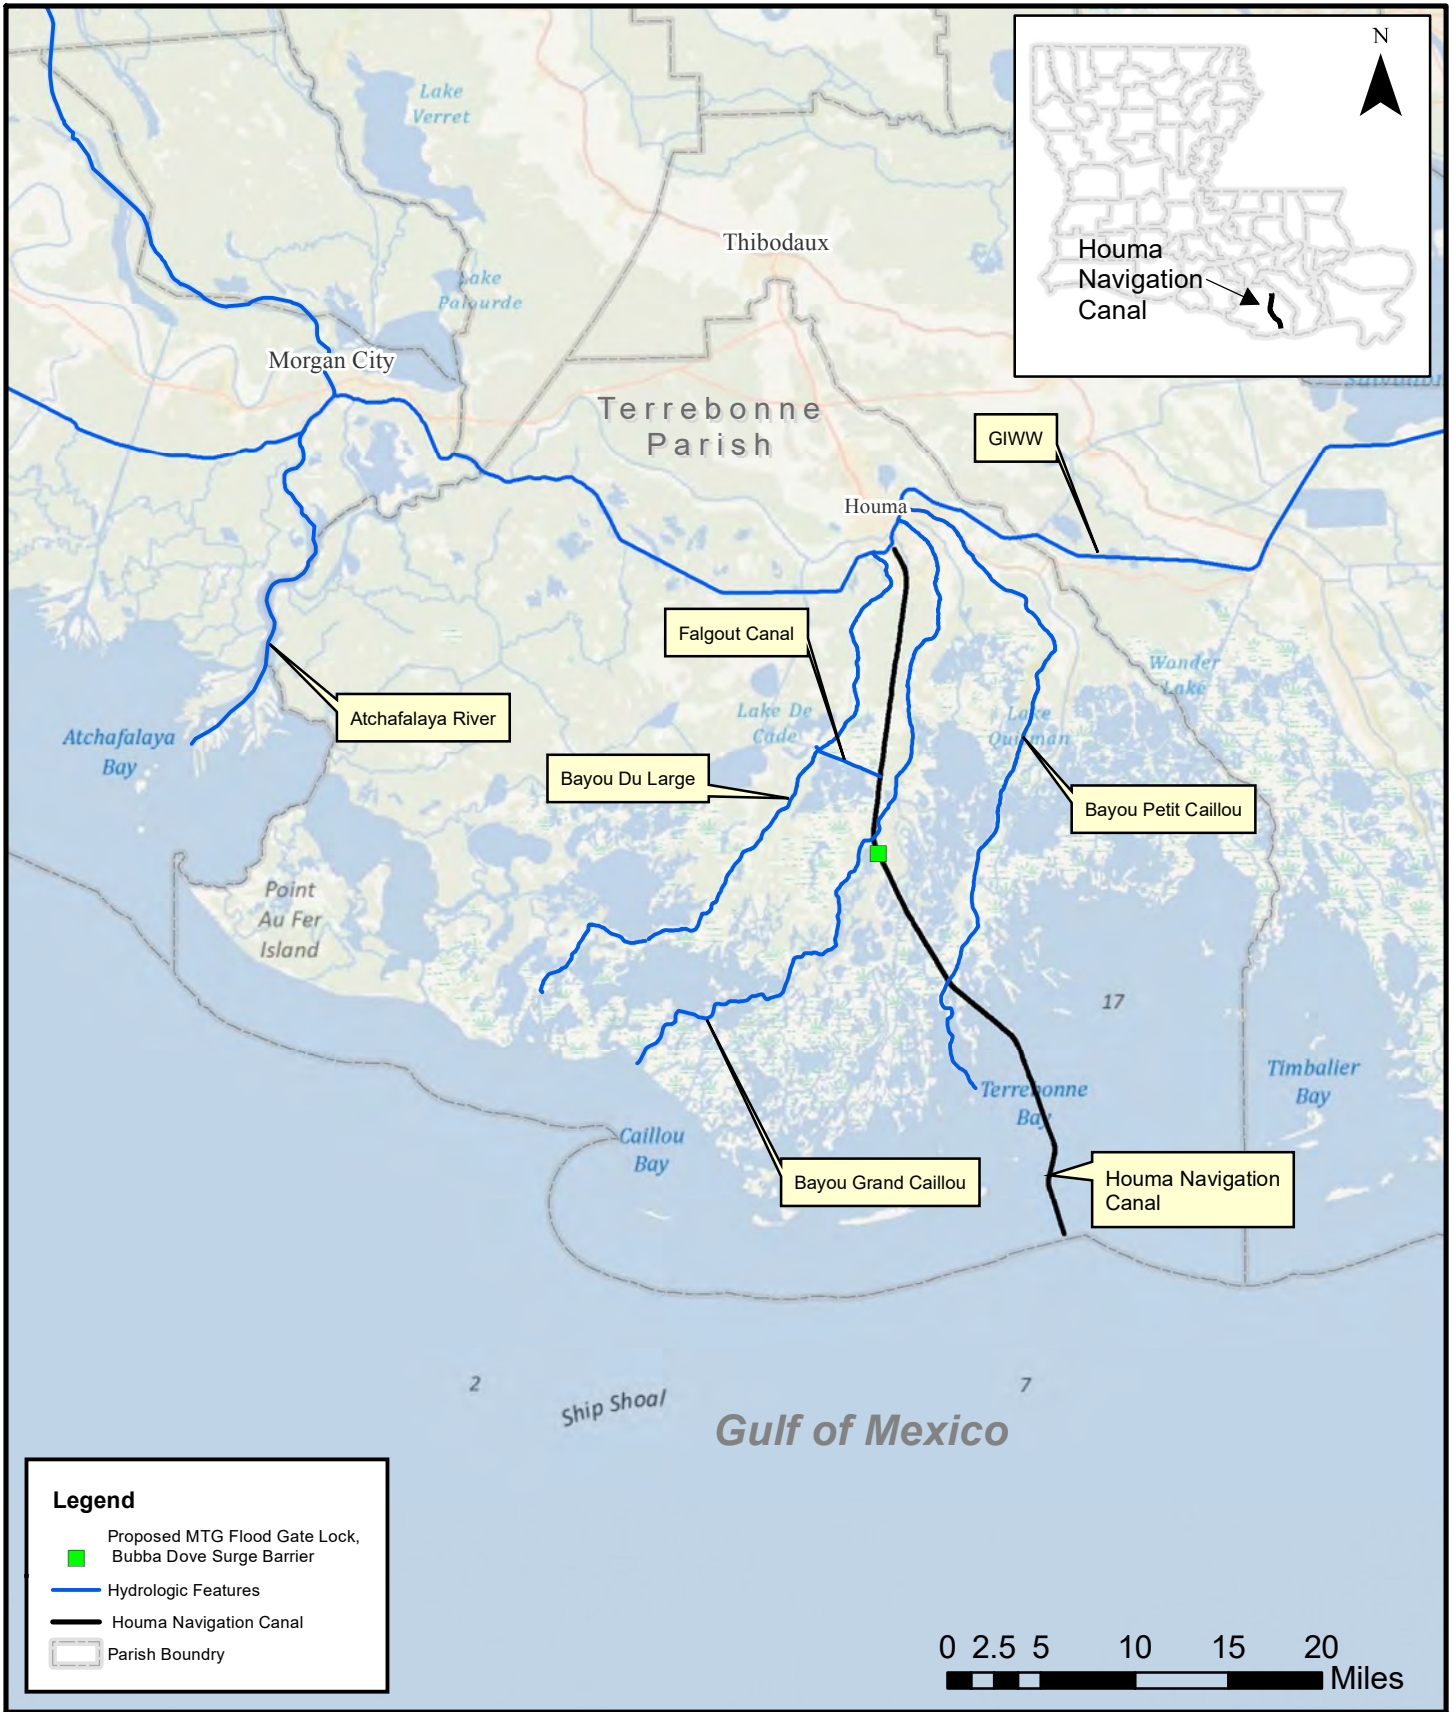 N
Houma
Navigation
Canal
Lake
Verret
Thibodaux
Lake
Palourde
Morgan City
Terrebonne
Parish
GIWW
Houma
Falgout Canal
Wonder
Lake
Atchafalaya River
Lake De
Cade
Lake
Quitman
Atchafalaya
Bay
Bayou Du Large
Bayou Petit Caillou
Point
Au Fer
Island
17
Timbalier
Bay
Terrebonne
Bay
Caillou
Bay
Bayou Grand Caillou
Houma Navigation
Canal
2
7
Ship Shoal
Gulf of Mexico
Legend
Proposed MTG Flood Gate Lock,
Bubba Dove Surge Barrier
Hydrologic Features
Houma Navigation Canal
Parish Boundry
0 2.5 5 10 15 20
Miles